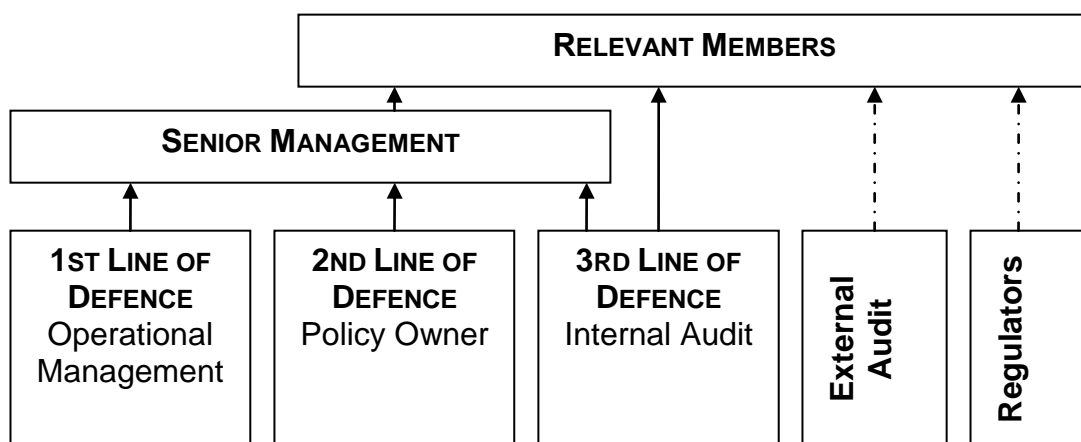 RELEVANT MEMBERS
SENIOR MANAGEMENT
1ST LINE OF
DEFENCE
Operational
Management
2ND LINE OF
DEFENCE
Policy Owner
3RD LINE OF
DEFENCE
Internal Audit
External
Audit
Regulators